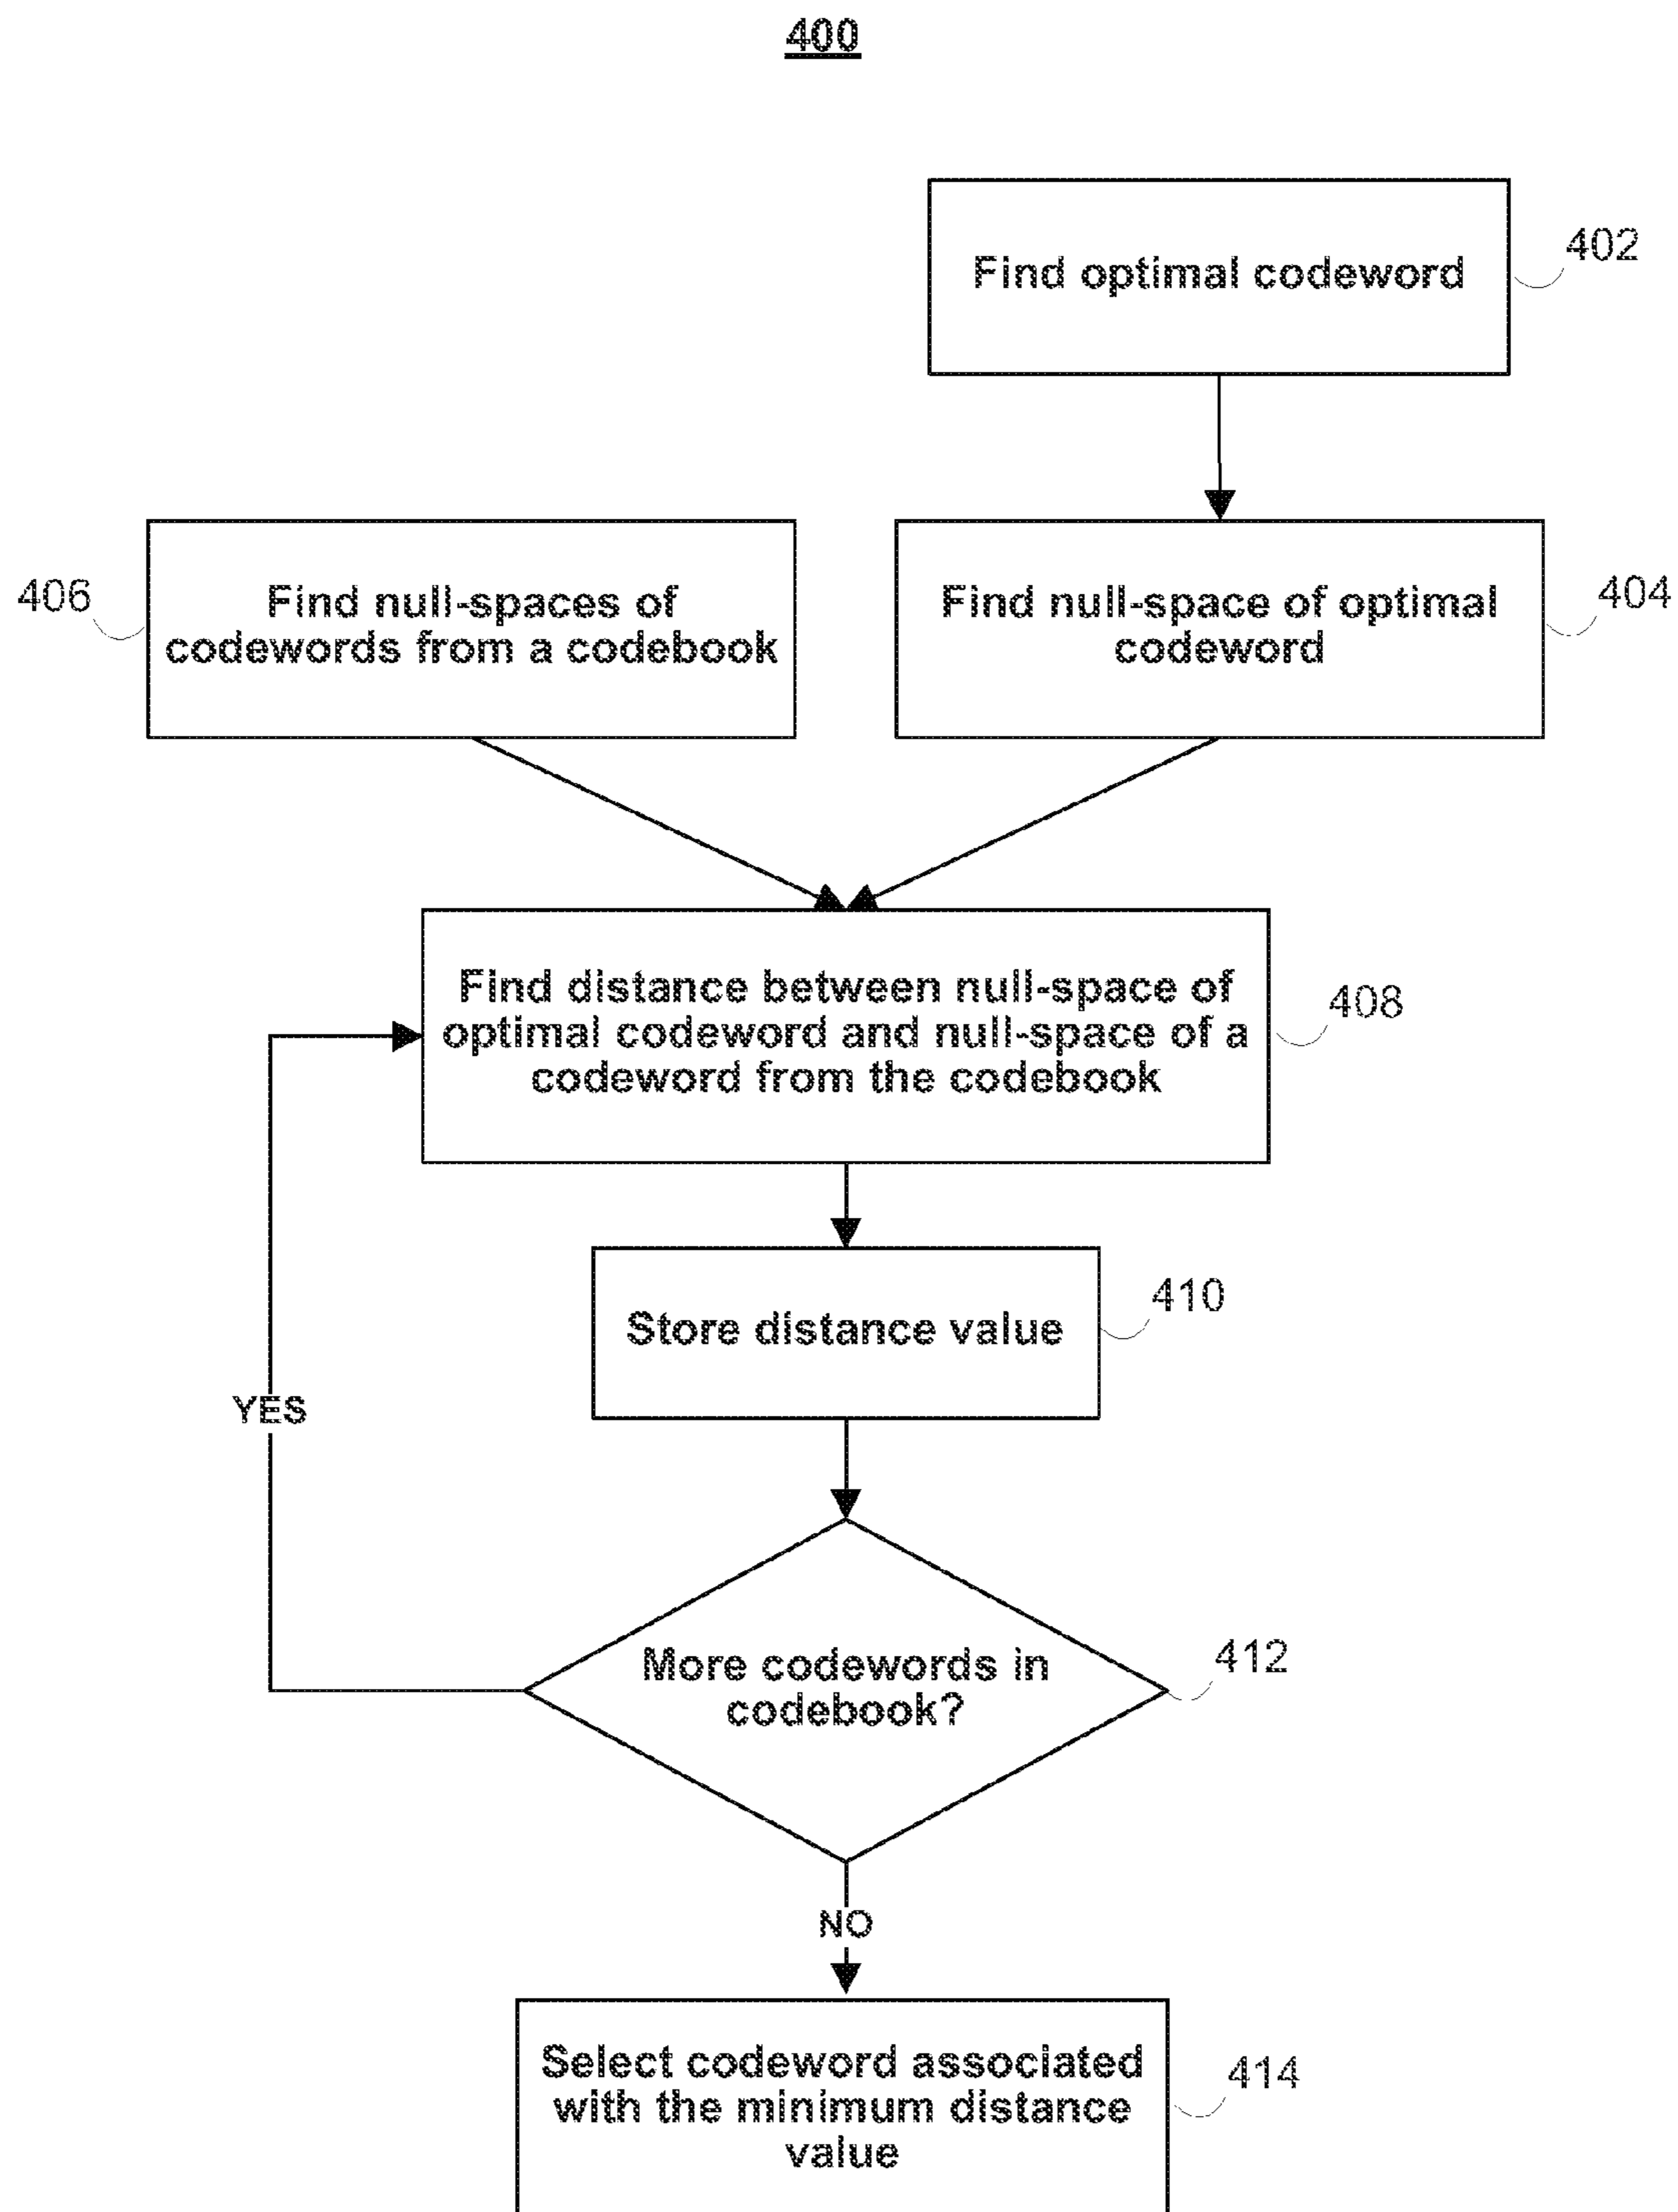 400
Find optimal codeword
402
406
Find null-spaces of
codewords from a codebook
Find null-space of optimal
codeword
404
Find distance between null-space of
optimal codeword and null-space of a
codeword from the codebook
408
Store distance value
410
YES
More codewords in
codebook?
412
NO
Select codeword associated
with the minimum distance
value
414